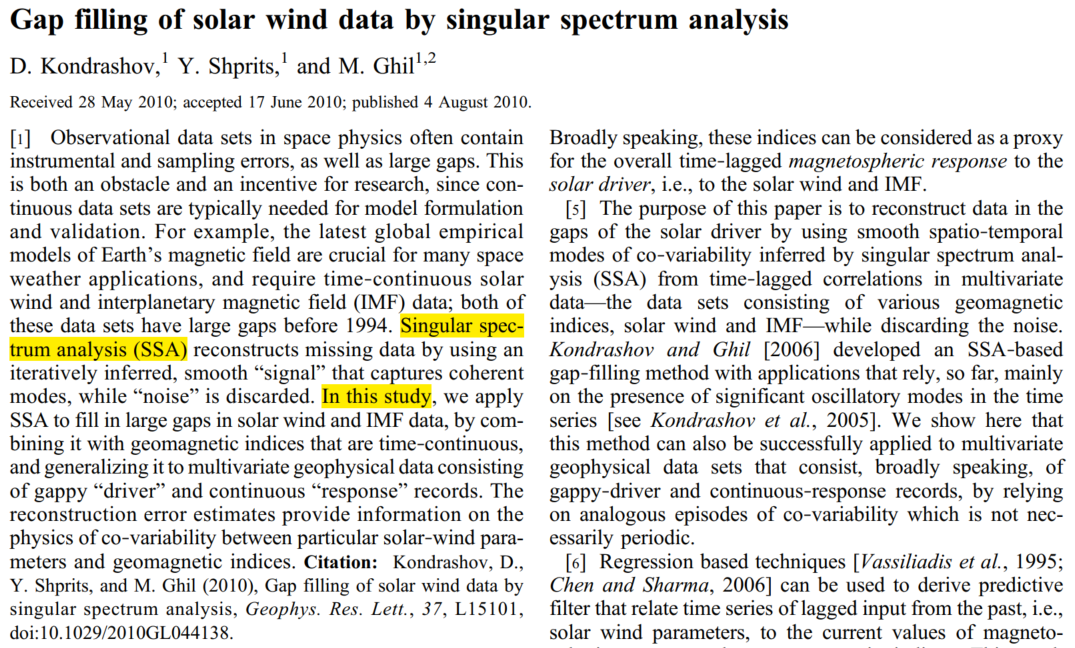 Gap filling of solar wind data by singular spectrum analysis
D. Kondrashov,1 Y. Shprits,1 and M. Ghil1,2
Received 28 May 2010; accepted 17 June 2010; published 4 August 2010.
[1] Observational data sets in space physics often contain
instrumental and sampling errors, as well as large gaps. This
is both an obstacle and an incentive for research, since con-
tinuous data sets are typically needed for model formulation
and validation. For example, the latest global empirical
models of Earth's magnetic field are crucial for many space
weather applications, and require time-continuous solar
wind and interplanetary magnetic field (IMF) data; both of
these data sets have large gaps before 1994. Singular spec-
trum analysis (SSA) reconstructs missing data by using an
iteratively inferred, smooth “signal” that captures coherent
modes, while “noise” is discarded. In this study, we apply
SSA to fill in large gaps in solar wind and IMF data, by com-
bining it with geomagnetic indices that are time-continuous,
and generalizing it to multivariate geophysical data consisting
of gappy “driver” and continuous “response” records. The
reconstruction error estimates provide information on the
physics of co-variability between particular solar-wind para-
meters and geomagnetic indices. Citation: Kondrashov, D.,
Y. Shprits, and M. Ghil (2010), Gap filling of solar wind data by
singular spectrum analysis, Geophys. Res. Lett., 37, L15101,
doi:10.1029/2010GL044138.
Broadly speaking, these indices can be considered as a proxy
for the overall time-lagged magnetospheric response to the
solar driver, i.e., to the solar wind and IMF.
[5] The purpose of this paper is to reconstruct data in the
gaps of the solar driver by using smooth spatio-temporal
modes of co-variability inferred by singular spectrum anal-
ysis (SSA) from time-lagged correlations in multivariate
data—the data sets consisting of various geomagnetic
indices, solar wind and IMF—while discarding the noise.
Kondrashov and Ghil [2006] developed an SSA-based
gap-filling method with applications that rely, so far, mainly
on the presence of significant oscillatory modes in the time
series [see Kondrashov et al., 2005]. We show here that
this method can also be successfully applied to multivariate
geophysical data sets that consist, broadly speaking, of
gappy-driver and continuous-response records, by relying
on analogous episodes of co-variability which is not nec-
essarily periodic.
[6] Regression based techniques [Vassiliadis et al., 1995;
Chen and Sharma, 2006] can be used to derive predictive
filter that relate time series of lagged input from the past, i.e.,
solar wind parameters, to the current values of magneto-